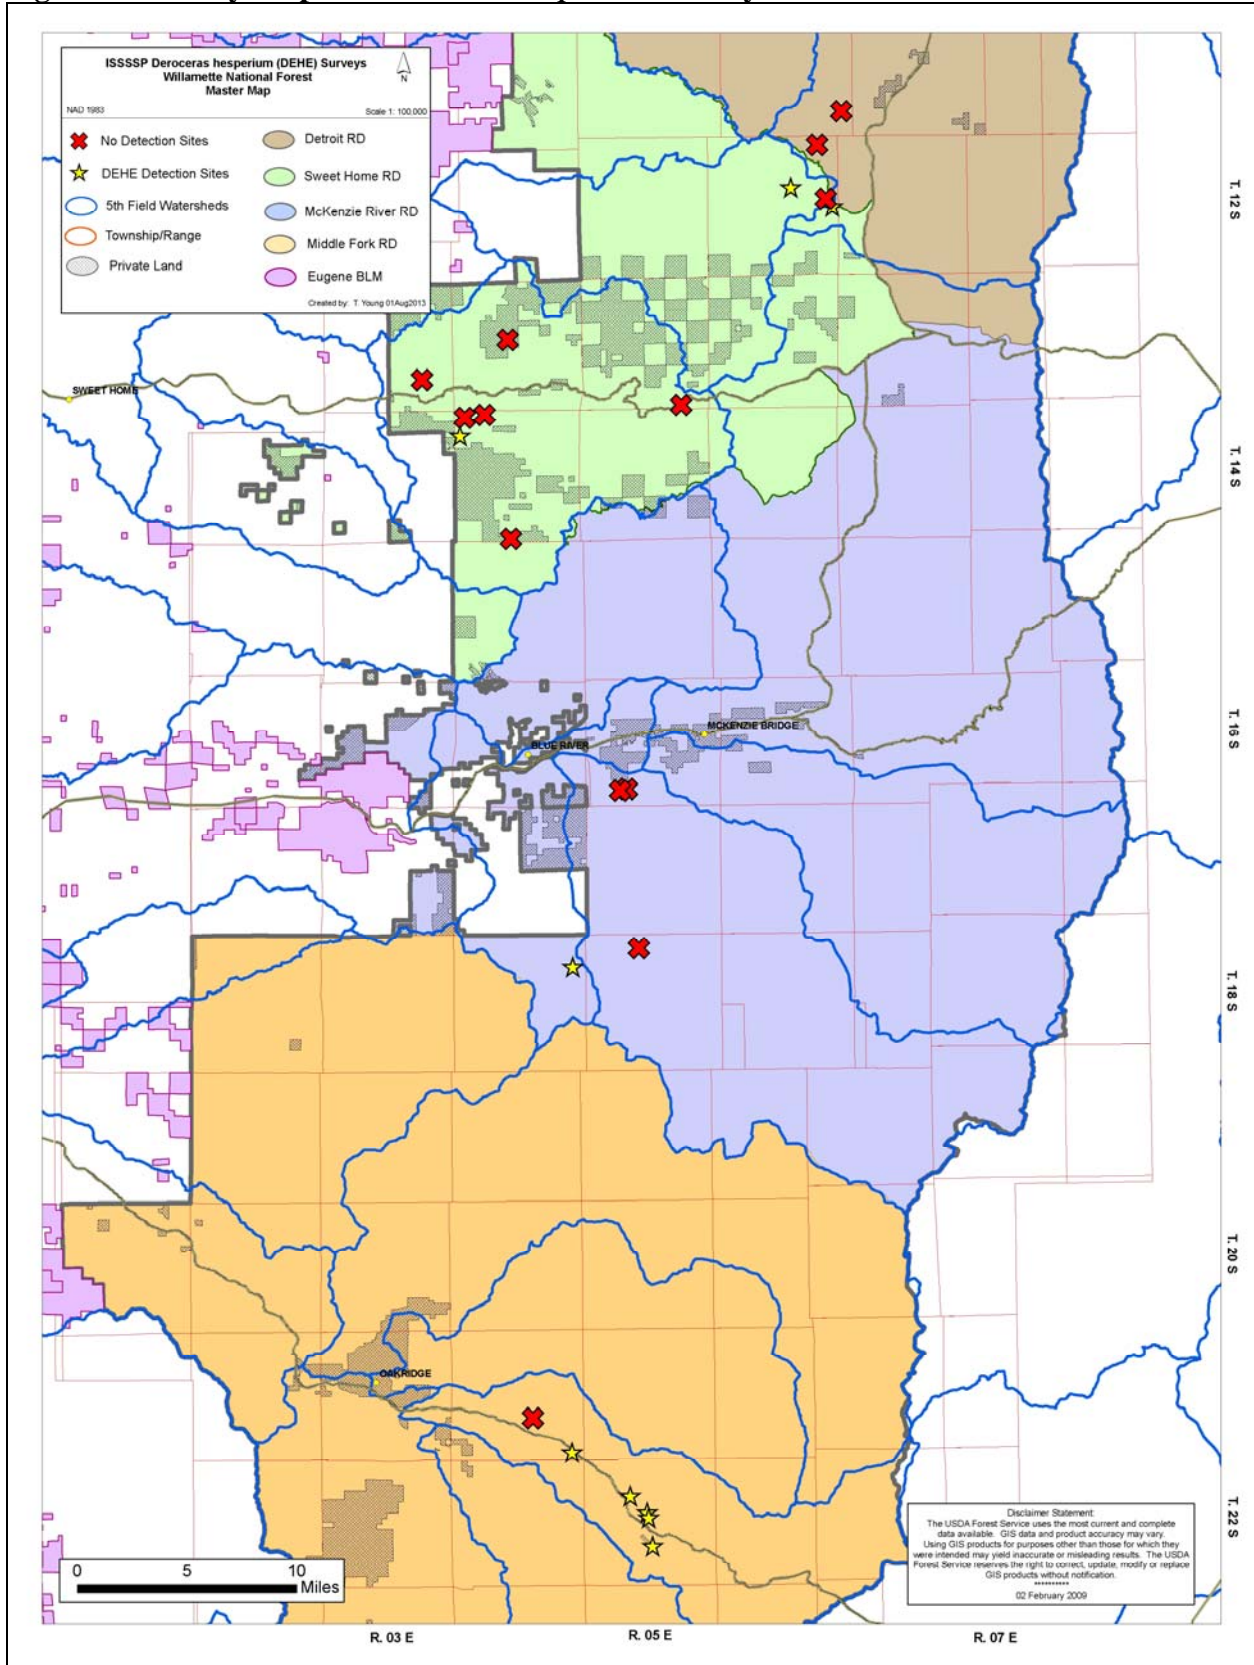 ISSSSP Deroceras hesperium (DEHE) Surveys
Willamette National Forest
Master Map
N
NAD 1983
Scale 1: 100,000
No Detection Sites
DEHE Detection Sites
5th Field Watersheds
Township/Range
Private Land
Detroit RD
Sweet Home RD
McKenzie River RD
Middle Fork RD
Eugene BLM
Created by: T. Young 01Aug2013
T. 12 S
SWEET HOME
T. 14 S
T. 16 S
MCKENZIE BRIDGE
BLUE RIVER
T. 18 S
T. 20 S
OAKRIDGE
T. 22 S
Disclaimer Statement:
The USDA Forest Service uses the most current and complete
data available. GIS data and product accuracy may vary.
Using GIS products for purposes other than those for which they
were intended may yield inaccurate or misleading results. The USDA
Forest Service reserves the right to correct, update, modify or replace
GIS products without notification.
**********
02 February 2009
0 5 10
Miles
R. 03 E
R. 05 E
R. 07 E